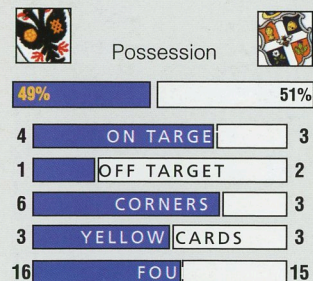 Possession
49% 51%
4 ON TARGET 3
1 OFF TARGET 2
6 CORNERS 3
3 YELLOW CARDS 3
16 FOU 15